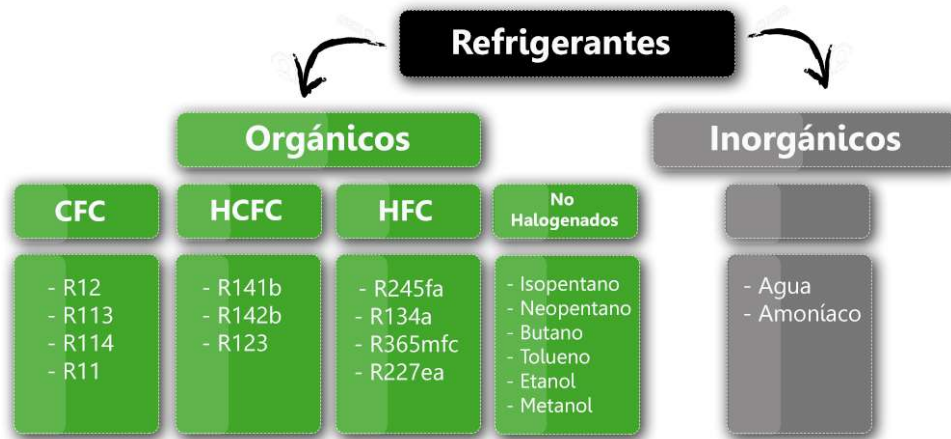 Refrigerantes
Orgánicos
Inorgánicos
CFC
HCFC
HFC
No
Halogenados
- R12
- R113
- R114
- R11
- R141b
- R142b
- R123
- R245fa
- R134a
- R365mfc
- R227ea
- Isopentano
- Neopentano
- Butano
- Tolueno
- Etanol
- Metanol
- Agua
- Amoníaco